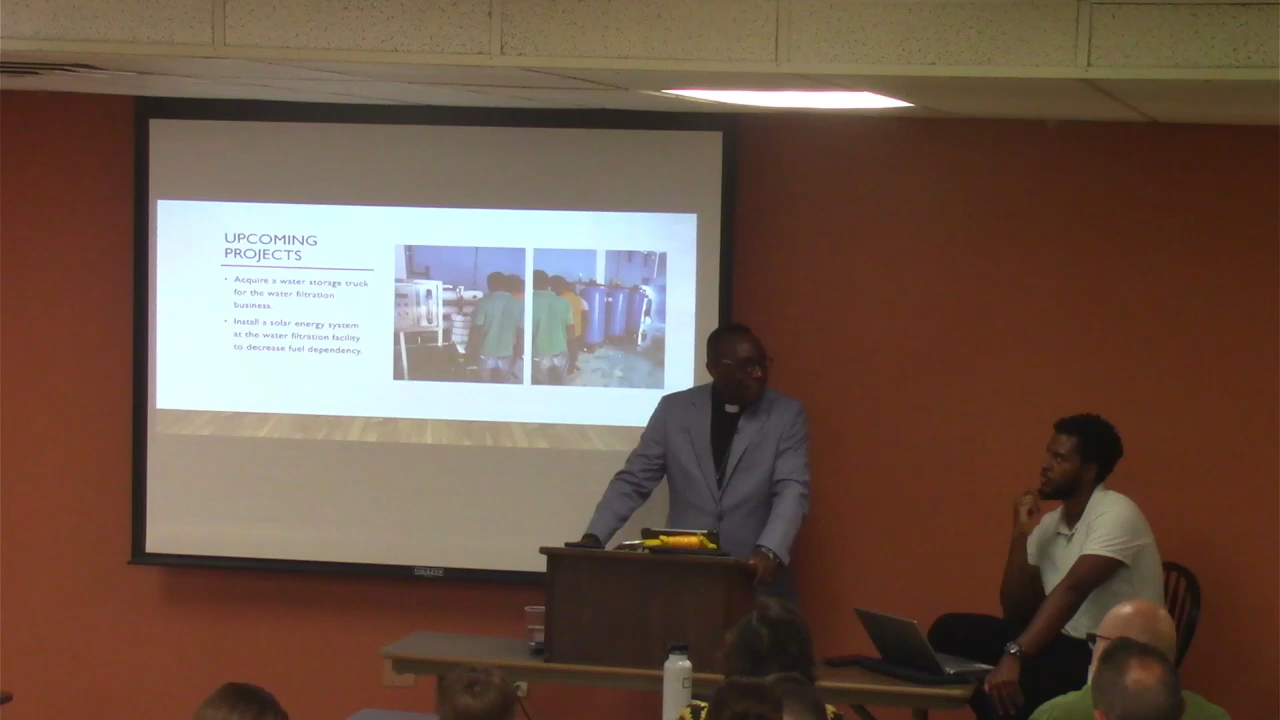 UPCOMING
PROJECTS
• Acquire a water storage truck
for the water filtration
business.
• Install a solar energy system
at the water filtration facility
to decrease fuel dependency.